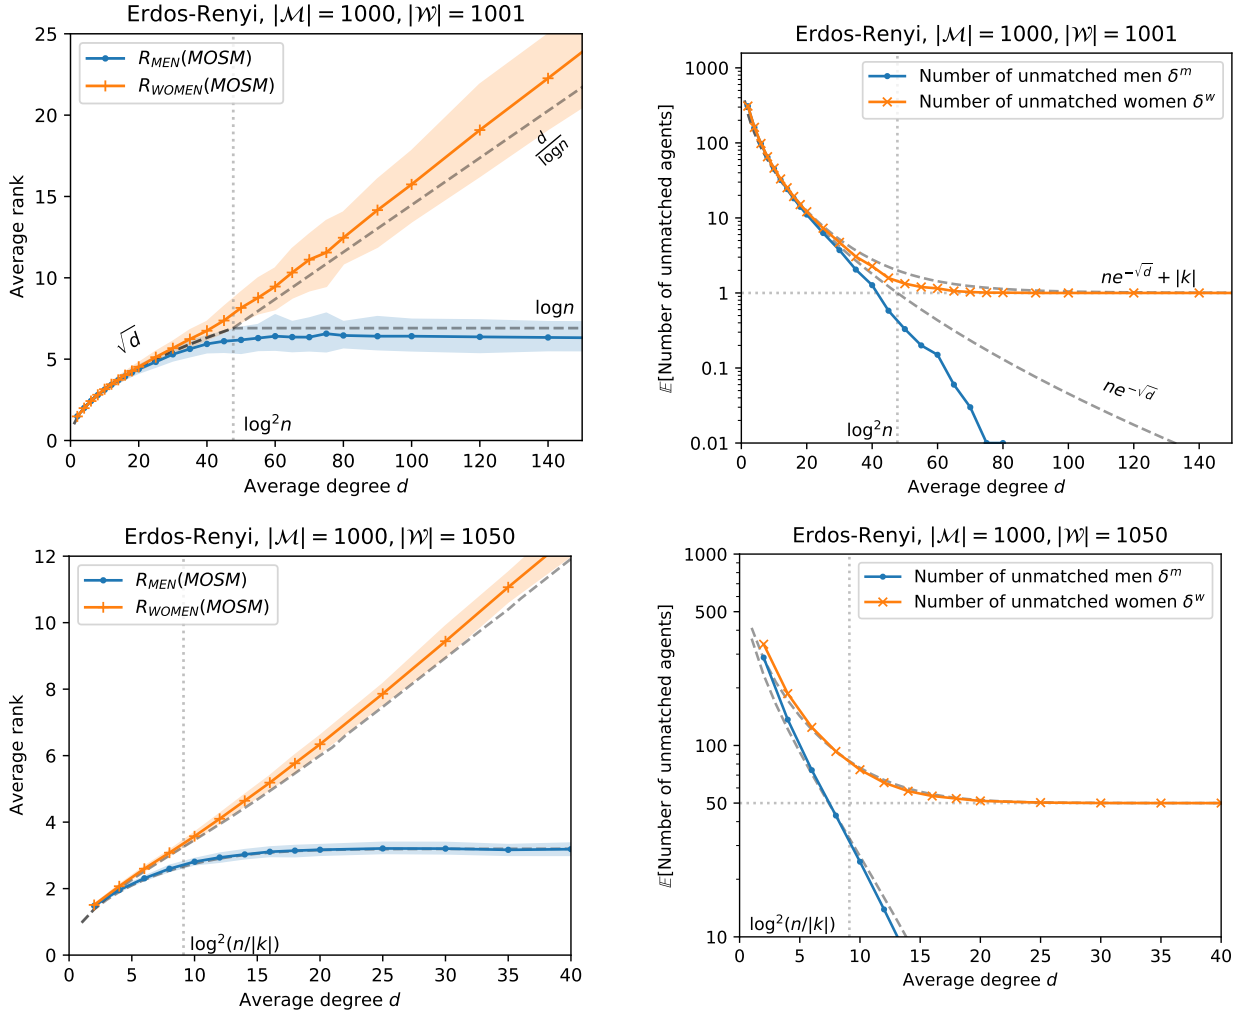 Erdos-Renyi, |ℳ| = 1000, |𝒲| = 1001
25
20
15
10
5
0
Average rank
R_MEN(MOSM)
R_WOMEN(MOSM)
√d
d/logn
logn
log²n
0 20 40 60 80 100 120 140
Average degree d
Erdos-Renyi, |ℳ| = 1000, |𝒲| = 1001
1000
100
10
1
0.1
0.01
𝔼[Number of unmatched agents]
Number of unmatched men δᵐ
Number of unmatched women δʷ
ne^{-√d} + |k|
ne^{-√d}
log²n
0 20 40 60 80 100 120 140
Average degree d
Erdos-Renyi, |ℳ| = 1000, |𝒲| = 1050
12
10
8
6
4
2
0
Average rank
R_MEN(MOSM)
R_WOMEN(MOSM)
log²(n/|k|)
0 5 10 15 20 25 30 35 40
Average degree d
Erdos-Renyi, |ℳ| = 1000, |𝒲| = 1050
1000
500
100
50
10
𝔼[Number of unmatched agents]
Number of unmatched men δᵐ
Number of unmatched women δʷ
log²(n/|k|)
0 5 10 15 20 25 30 35 40
Average degree d